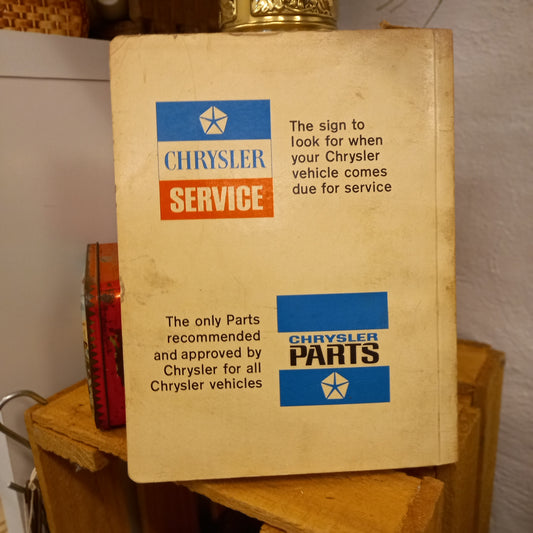 CHRYSLER
SERVICE
The sign to
look for when
your Chrysler
vehicle comes
due for service
The only Parts
recommended
and approved by
Chrysler for all
Chrysler vehicles
CHRYSLER
PARTS